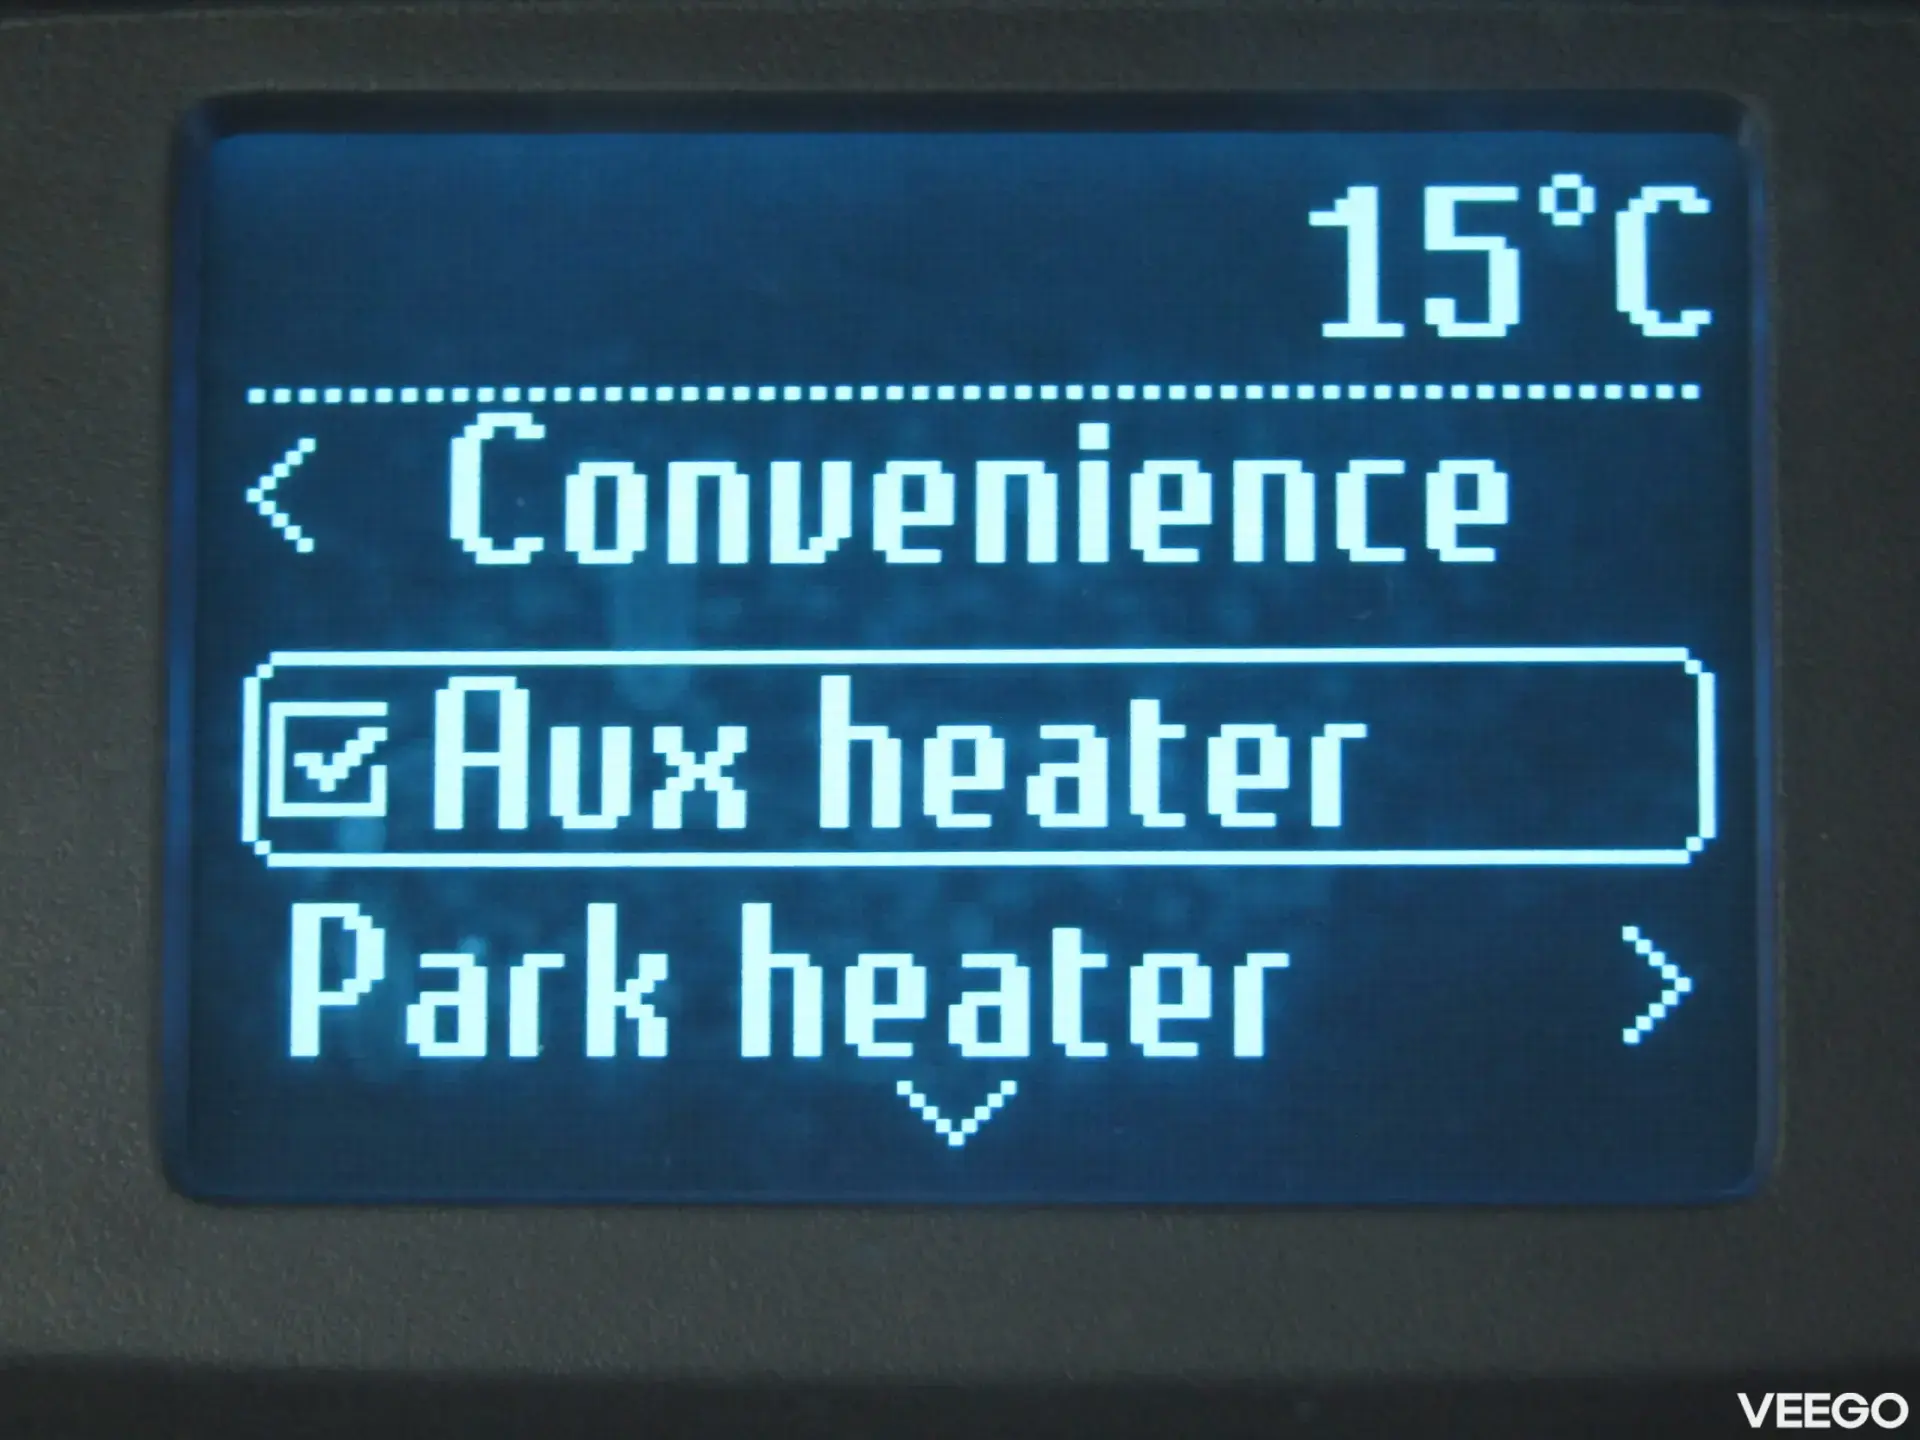 15°C
Convenience
Aux heater
Park heater
VEEGO